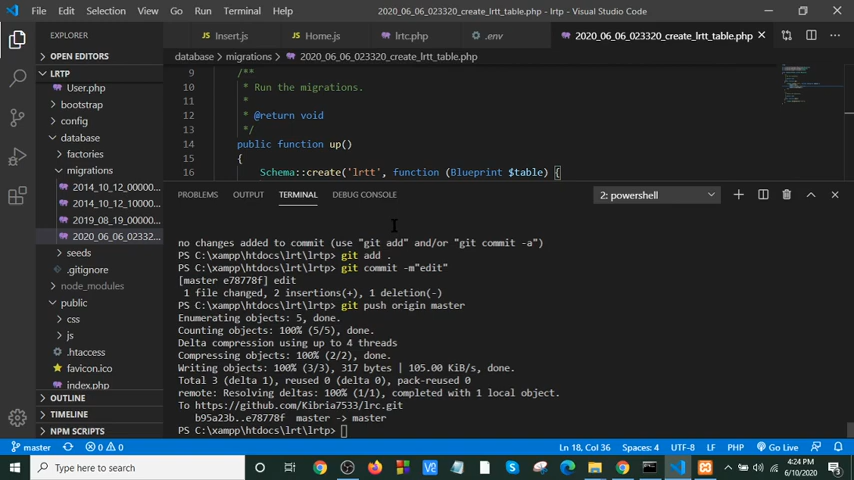 File Edit Selection View Go Run Terminal Help 2020_06_06_023320_create_lrtt_table.php - lrtp - Visual Studio Code
EXPLORER
Insert.js Home.js lrtc.php .env 2020_06_06_023320_create_lrtt_table.php
OPEN EDITORS
database > migrations > 2020_06_06_023320_create_lrtt_table.php
LRTP
User.php
bootstrap
config
database
factories
migrations
2014_10_12_00000...
2014_10_12_10000...
2019_08_19_00000...
2020_06_06_02332...
seeds
.gitignore
node_modules
public
css
js
.htaccess
favicon.ico
index.php
OUTLINE
TIMELINE
NPM SCRIPTS
9 /**
10 * Run the migrations.
11 *
12 * @return void
13 */
14 public function up()
15 {
16 Schema::create('lrtt', function (Blueprint $table) {
PROBLEMS OUTPUT TERMINAL DEBUG CONSOLE 2: powershell
no changes added to commit (use "git add" and/or "git commit -a")
PS C:\xampp\htdocs\lrt\lrtp> git add .
PS C:\xampp\htdocs\lrt\lrtp> git commit -m"edit"
[master e78778f] edit
1 file changed, 2 insertions(+), 1 deletion(-)
PS C:\xampp\htdocs\lrt\lrtp> git push origin master
Enumerating objects: 5, done.
Counting objects: 100% (5/5), done.
Delta compression using up to 4 threads
Compressing objects: 100% (2/2), done.
Writing objects: 100% (3/3), 317 bytes | 105.00 KiB/s, done.
Total 3 (delta 1), reused 0 (delta 0), pack-reused 0
remote: Resolving deltas: 100% (1/1), completed with 1 local object.
To https://github.com/Kibria7533/lrc.git
b95a23b..e78778f master -> master
PS C:\xampp\htdocs\lrt\lrtp>
master 0 0 Ln 18, Col 36 Spaces: 4 UTF-8 LF PHP Go Live
Type here to search
4:24 PM
6/10/2020
3